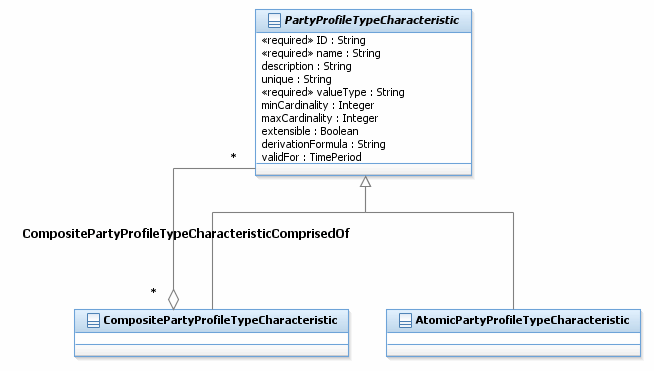 PartyProfileTypeCharacteristic
«required» ID : String
«required» name : String
description : String
unique : String
«required» valueType : String
minCardinality : Integer
maxCardinality : Integer
extensible : Boolean
derivationFormula : String
validFor : TimePeriod
*
CompositePartyProfileTypeCharacteristicComprisedOf
*
CompositePartyProfileTypeCharacteristic
AtomicPartyProfileTypeCharacteristic